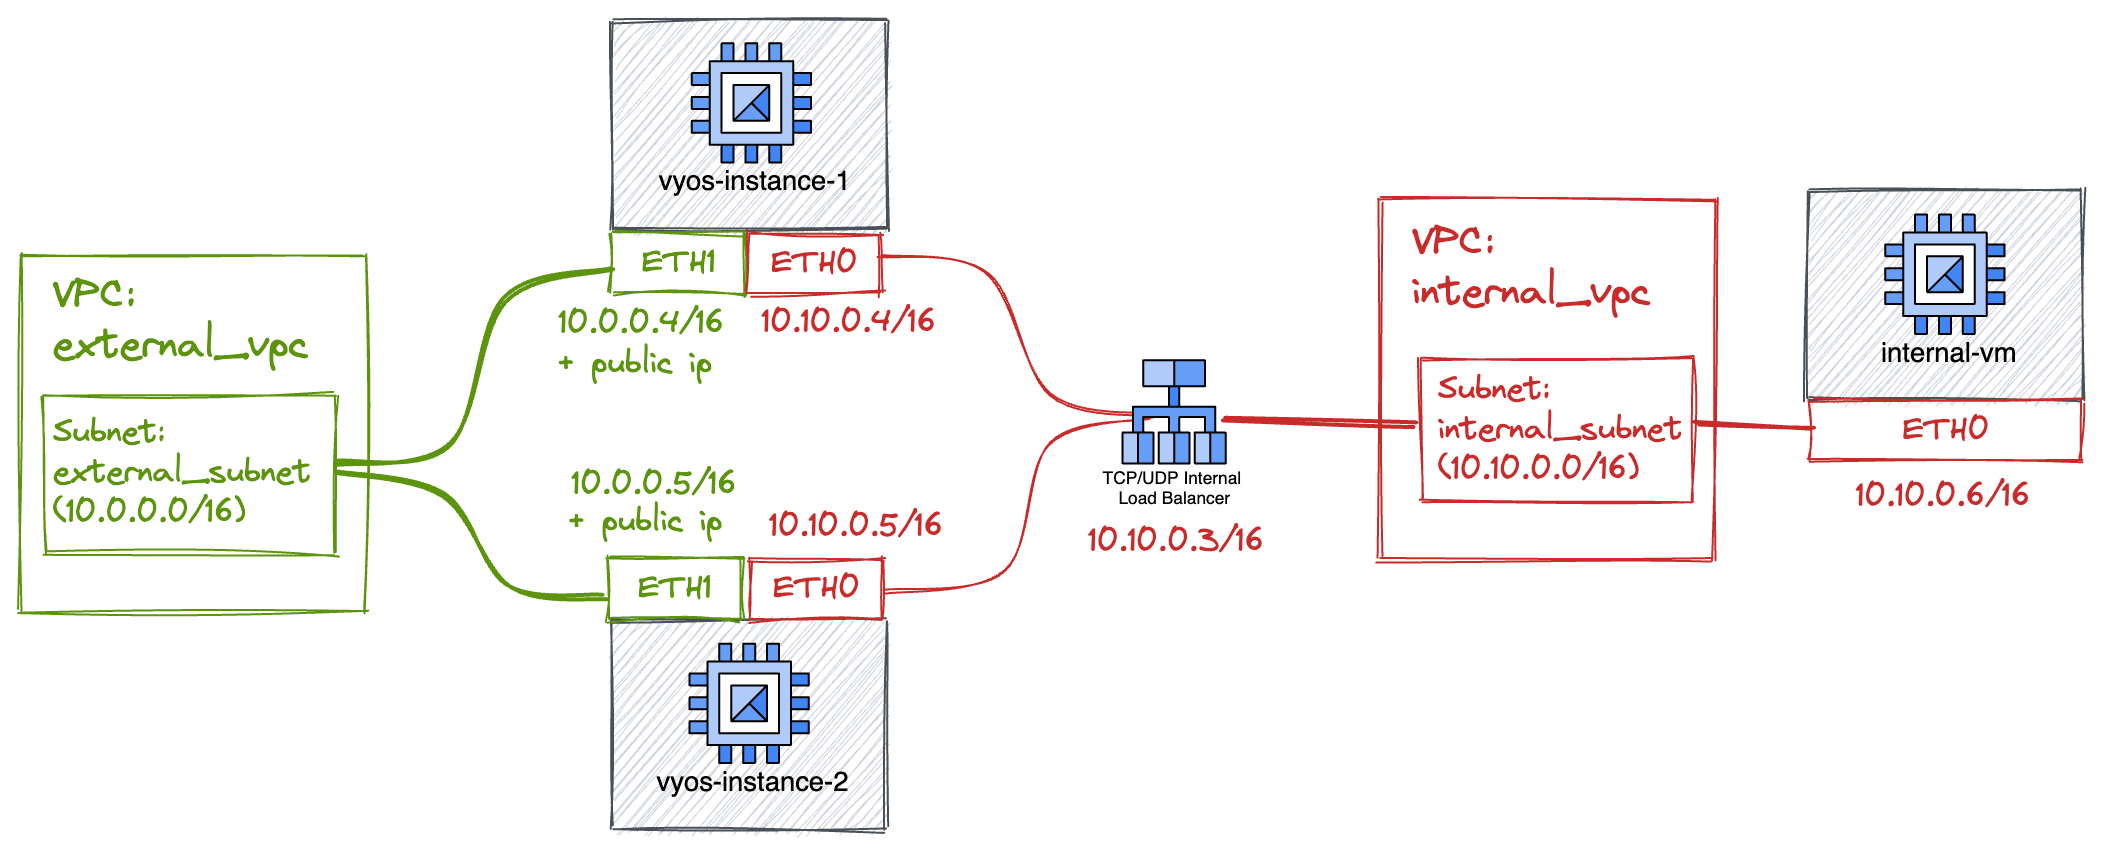 vyos-instance-1
ETH1
ETH0
10.0.0.4/16
+ public ip
10.10.0.4/16
VPC:
external_vpc
Subnet:
external_subnet
(10.0.0.0/16)
10.0.0.5/16
+ public ip
10.10.0.5/16
ETH1
ETH0
vyos-instance-2
TCP/UDP Internal
Load Balancer
10.10.0.3/16
VPC:
internal_vpc
Subnet:
internal_subnet
(10.10.0.0/16)
internal-vm
ETH0
10.10.0.6/16